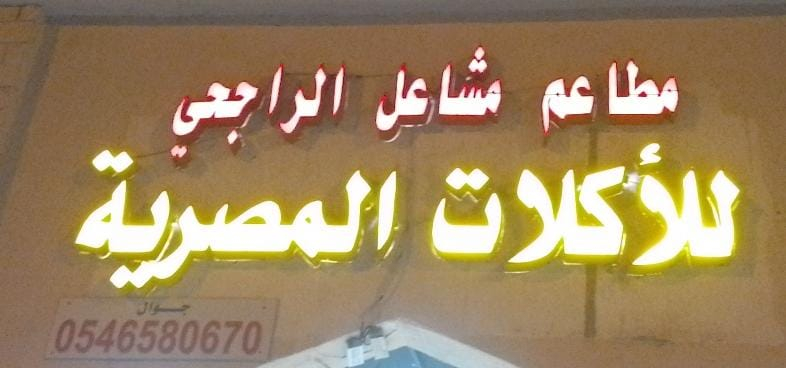 مطاعم مشاعل الراجحي
للأكلات المصرية
جوال
0546580670